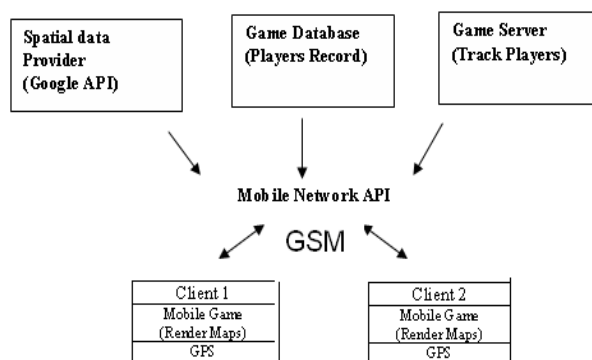 Spatial data
Provider
(Google API)
Game Database
(Players Record)
Game Server
(Track Players)
Mobile Network API
GSM
Client 1
Mobile Game
(Render Maps)
GPS
Client 2
Mobile Game
(Render Maps)
GPS